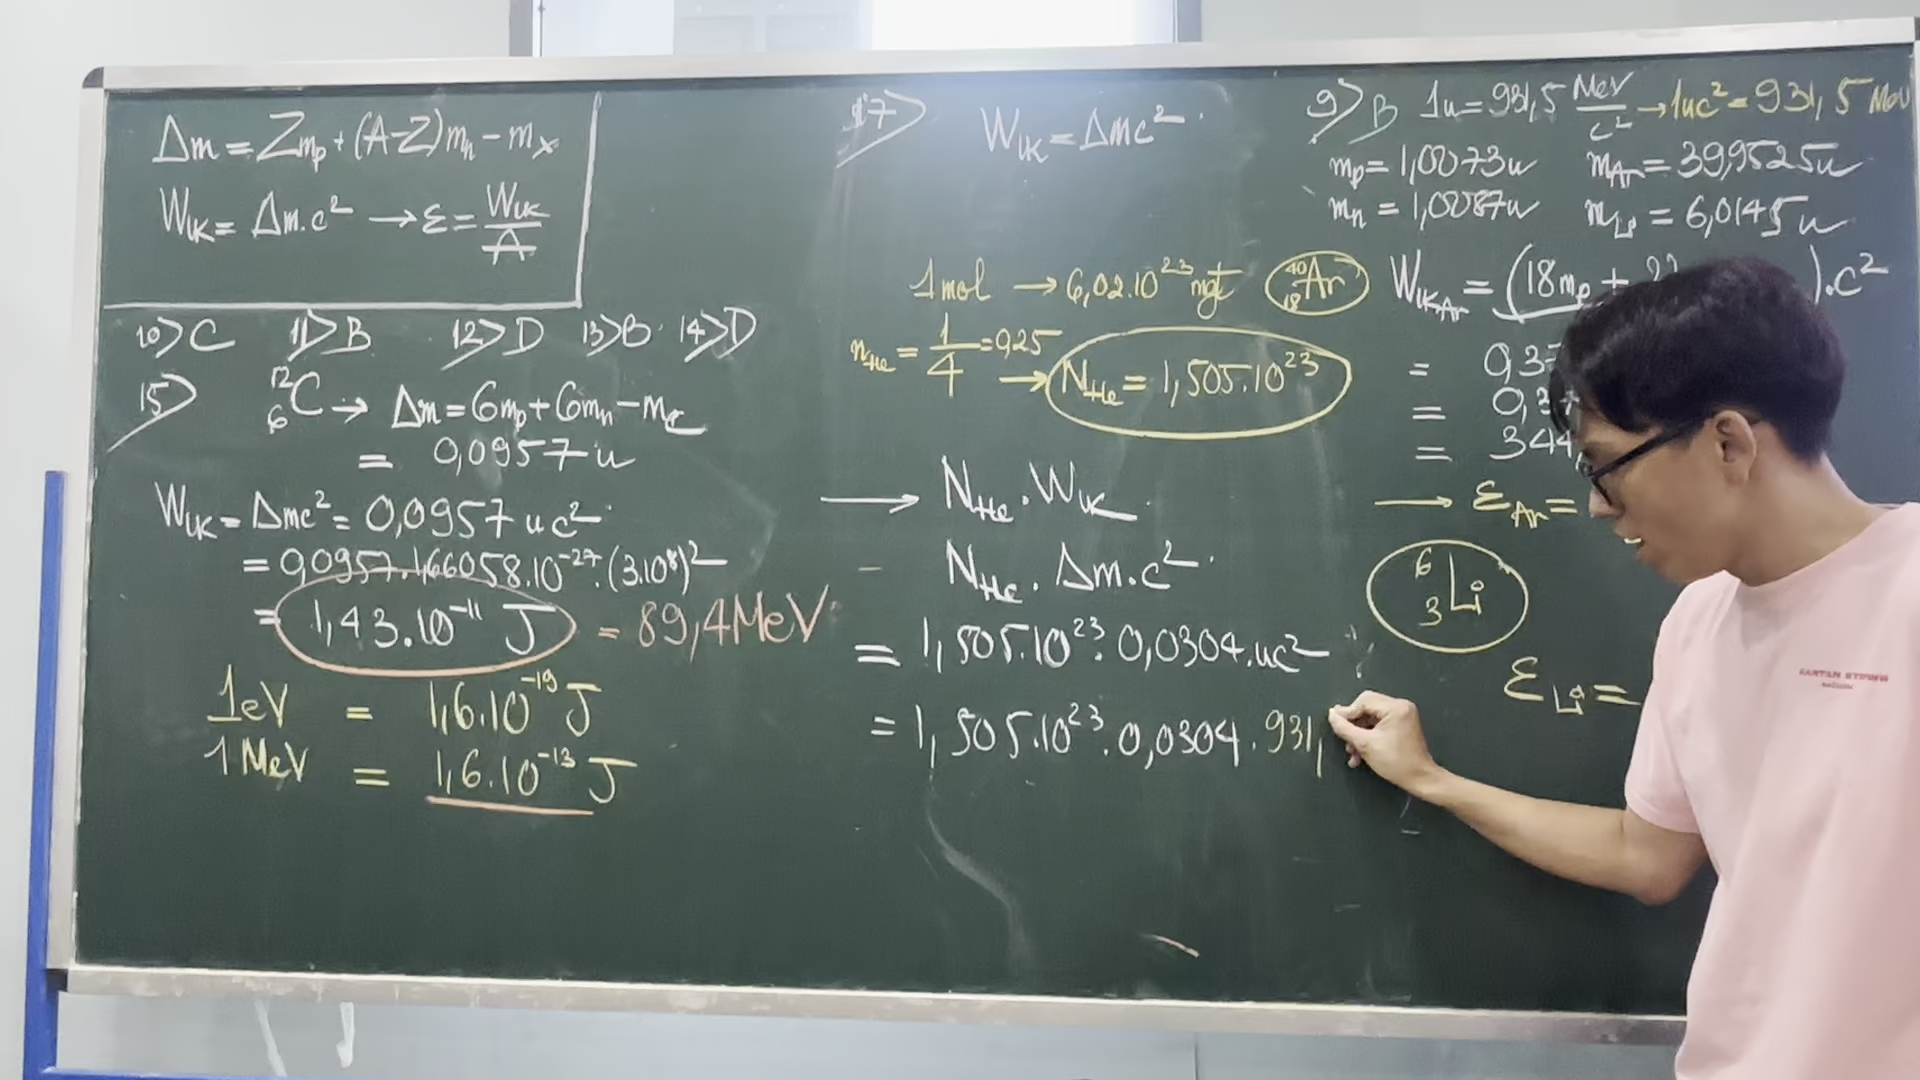 Δm = Zmp + (A-Z)mn - mx
Wlk = Δm.c² → ε = Wlk/A
10> C 11> B 12> D 13> B 14> D
15> ¹²₆C → Δm = 6mp + 6mn - mC
= 0,0957 u
Wlk = Δmc² = 0,0957 uc²
= 0,0957.1,66058.10⁻²⁷.(3.10⁸)²
= 1,43.10⁻¹¹ J = 89,4MeV
1eV = 1,6.10⁻¹⁹ J
1MeV = 1,6.10⁻¹³ J
17> Wlk = Δmc²
1mol → 6,02.10²³ ngt
nHe = 1/4 = 0,25
→ NHe = 1,505.10²³
→ NHe.Wlk
NHe.Δm.c²
= 1,505.10²³.0,0304.uc²
= 1,505.10²³.0,0304.931,
9> B 1u = 931,5 MeV/c² → 1uc² = 931,5 MeV
mp = 1,0073u mAr = 39,9525u
mn = 1,0087u mLi = 6,0145u
⁴⁰₁₈Ar WlkAr = (18mp + ).c²
= 0,3
= 0,3
= 344,
→ εAr =
⁶₃Li
εLi =